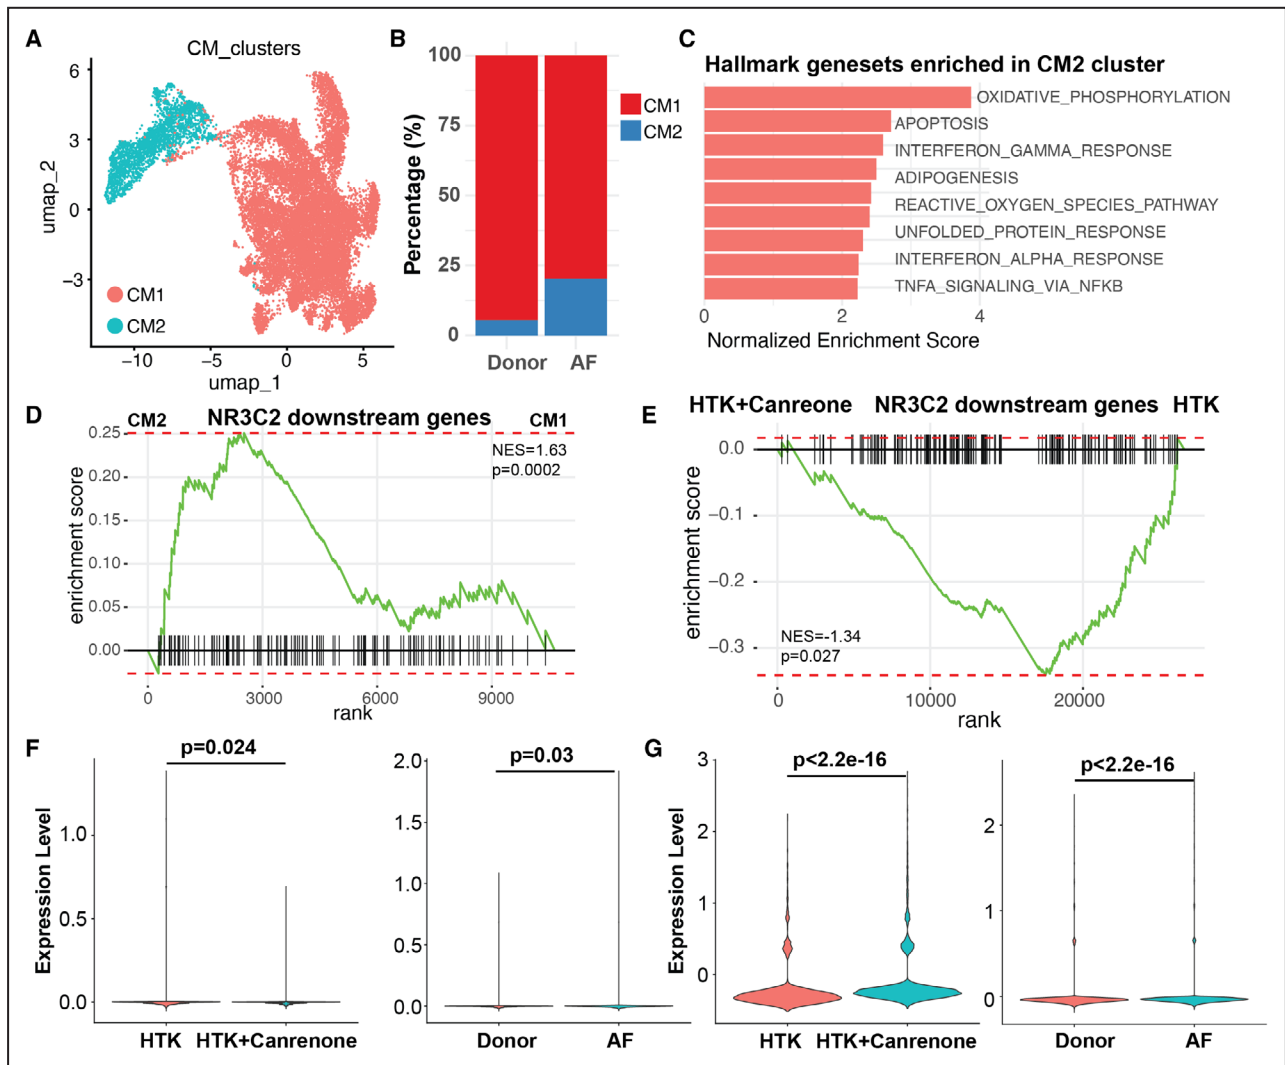 A
CM_clusters
6
3
0
−3
umap_2
CM1
CM2
−10
−5
0
5
umap_1
B
100
75
50
25
0
Percentage (%)
Donor
AF
CM1
CM2
C
Hallmark genesets enriched in CM2 cluster
OXIDATIVE_PHOSPHORYLATION
APOPTOSIS
INTERFERON_GAMMA_RESPONSE
ADIPOGENESIS
REACTIVE_OXYGEN_SPECIES_PATHWAY
UNFOLDED_PROTEIN_RESPONSE
INTERFERON_ALPHA_RESPONSE
TNFA_SIGNALING_VIA_NFKB
0
2
4
Normalized Enrichment Score
D
CM2
NR3C2 downstream genes
CM1
NES=1.63
p=0.0002
0.25
0.20
0.15
0.10
0.05
0.00
enrichment score
0
3000
6000
9000
rank
E
HTK+Canreone
NR3C2 downstream genes
HTK
0.0
−0.1
−0.2
−0.3
enrichment score
NES=-1.34
p=0.027
0
10000
20000
rank
F
p=0.024
1.0
0.5
0.0
Expression Level
HTK
HTK+Canrenone
p=0.03
2.0
1.5
1.0
0.5
0.0
Donor
AF
G
p<2.2e-16
3
2
1
0
Expression Level
HTK
HTK+Canrenone
p<2.2e-16
2
1
0
Donor
AF